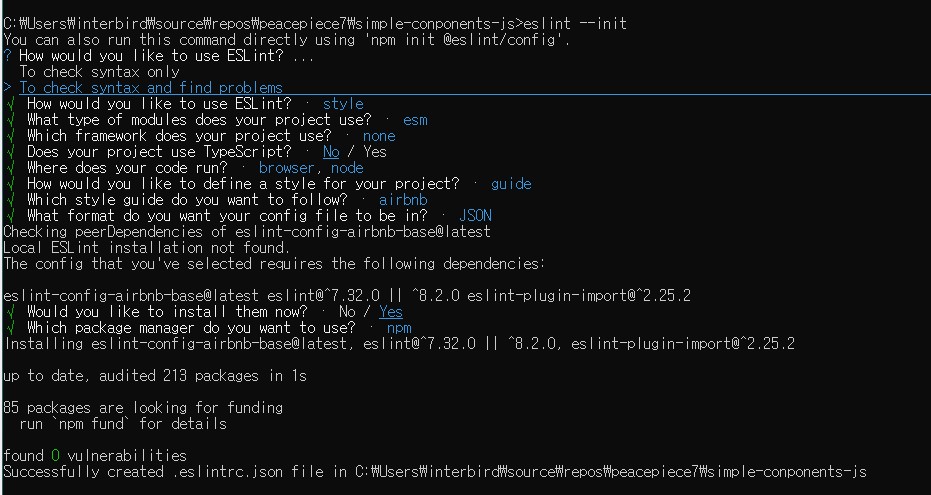 C:₩Users₩interbird₩source₩repos₩peacepiece7₩simple-conponents-js>eslint --init
You can also run this command directly using 'npm init @eslint/config'.
? How would you like to use ESLint? ...
To check syntax only
> To check syntax and find problems
√ How would you like to use ESLint? · style
√ What type of modules does your project use? · esm
√ Which framework does your project use? · none
√ Does your project use TypeScript? · No / Yes
√ Where does your code run? · browser, node
√ How would you like to define a style for your project? · guide
√ Which style guide do you want to follow? · airbnb
√ What format do you want your config file to be in? · JSON
Checking peerDependencies of eslint-config-airbnb-base@latest
Local ESLint installation not found.
The config that you've selected requires the following dependencies:
eslint-config-airbnb-base@latest eslint@^7.32.0 || ^8.2.0 eslint-plugin-import@^2.25.2
√ Would you like to install them now? · No / Yes
√ Which package manager do you want to use? · npm
Installing eslint-config-airbnb-base@latest, eslint@^7.32.0 || ^8.2.0, eslint-plugin-import@^2.25.2
up to date, audited 213 packages in 1s
85 packages are looking for funding
run `npm fund` for details
found 0 vulnerabilities
Successfully created .eslintrc.json file in C:₩Users₩interbird₩source₩repos₩peacepiece7₩simple-conponents-js